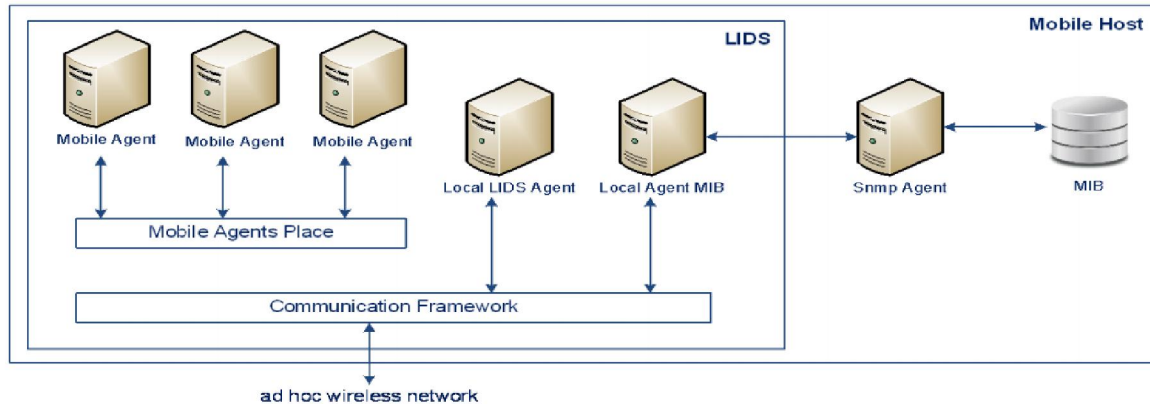 Mobile Host
LIDS
Mobile Agent
Mobile Agent
Mobile Agent
Local LIDS Agent
Local Agent MIB
Snmp Agent
MIB
Mobile Agents Place
Communication Framework
ad hoc wireless network